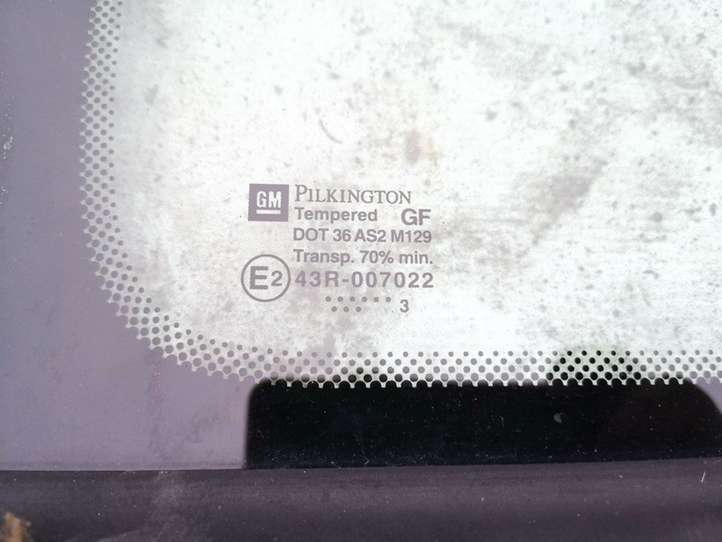 GM PILKINGTON
Tempered GF
DOT 36 AS2 M129
Transp. 70% min.
E2 43R-007022
3